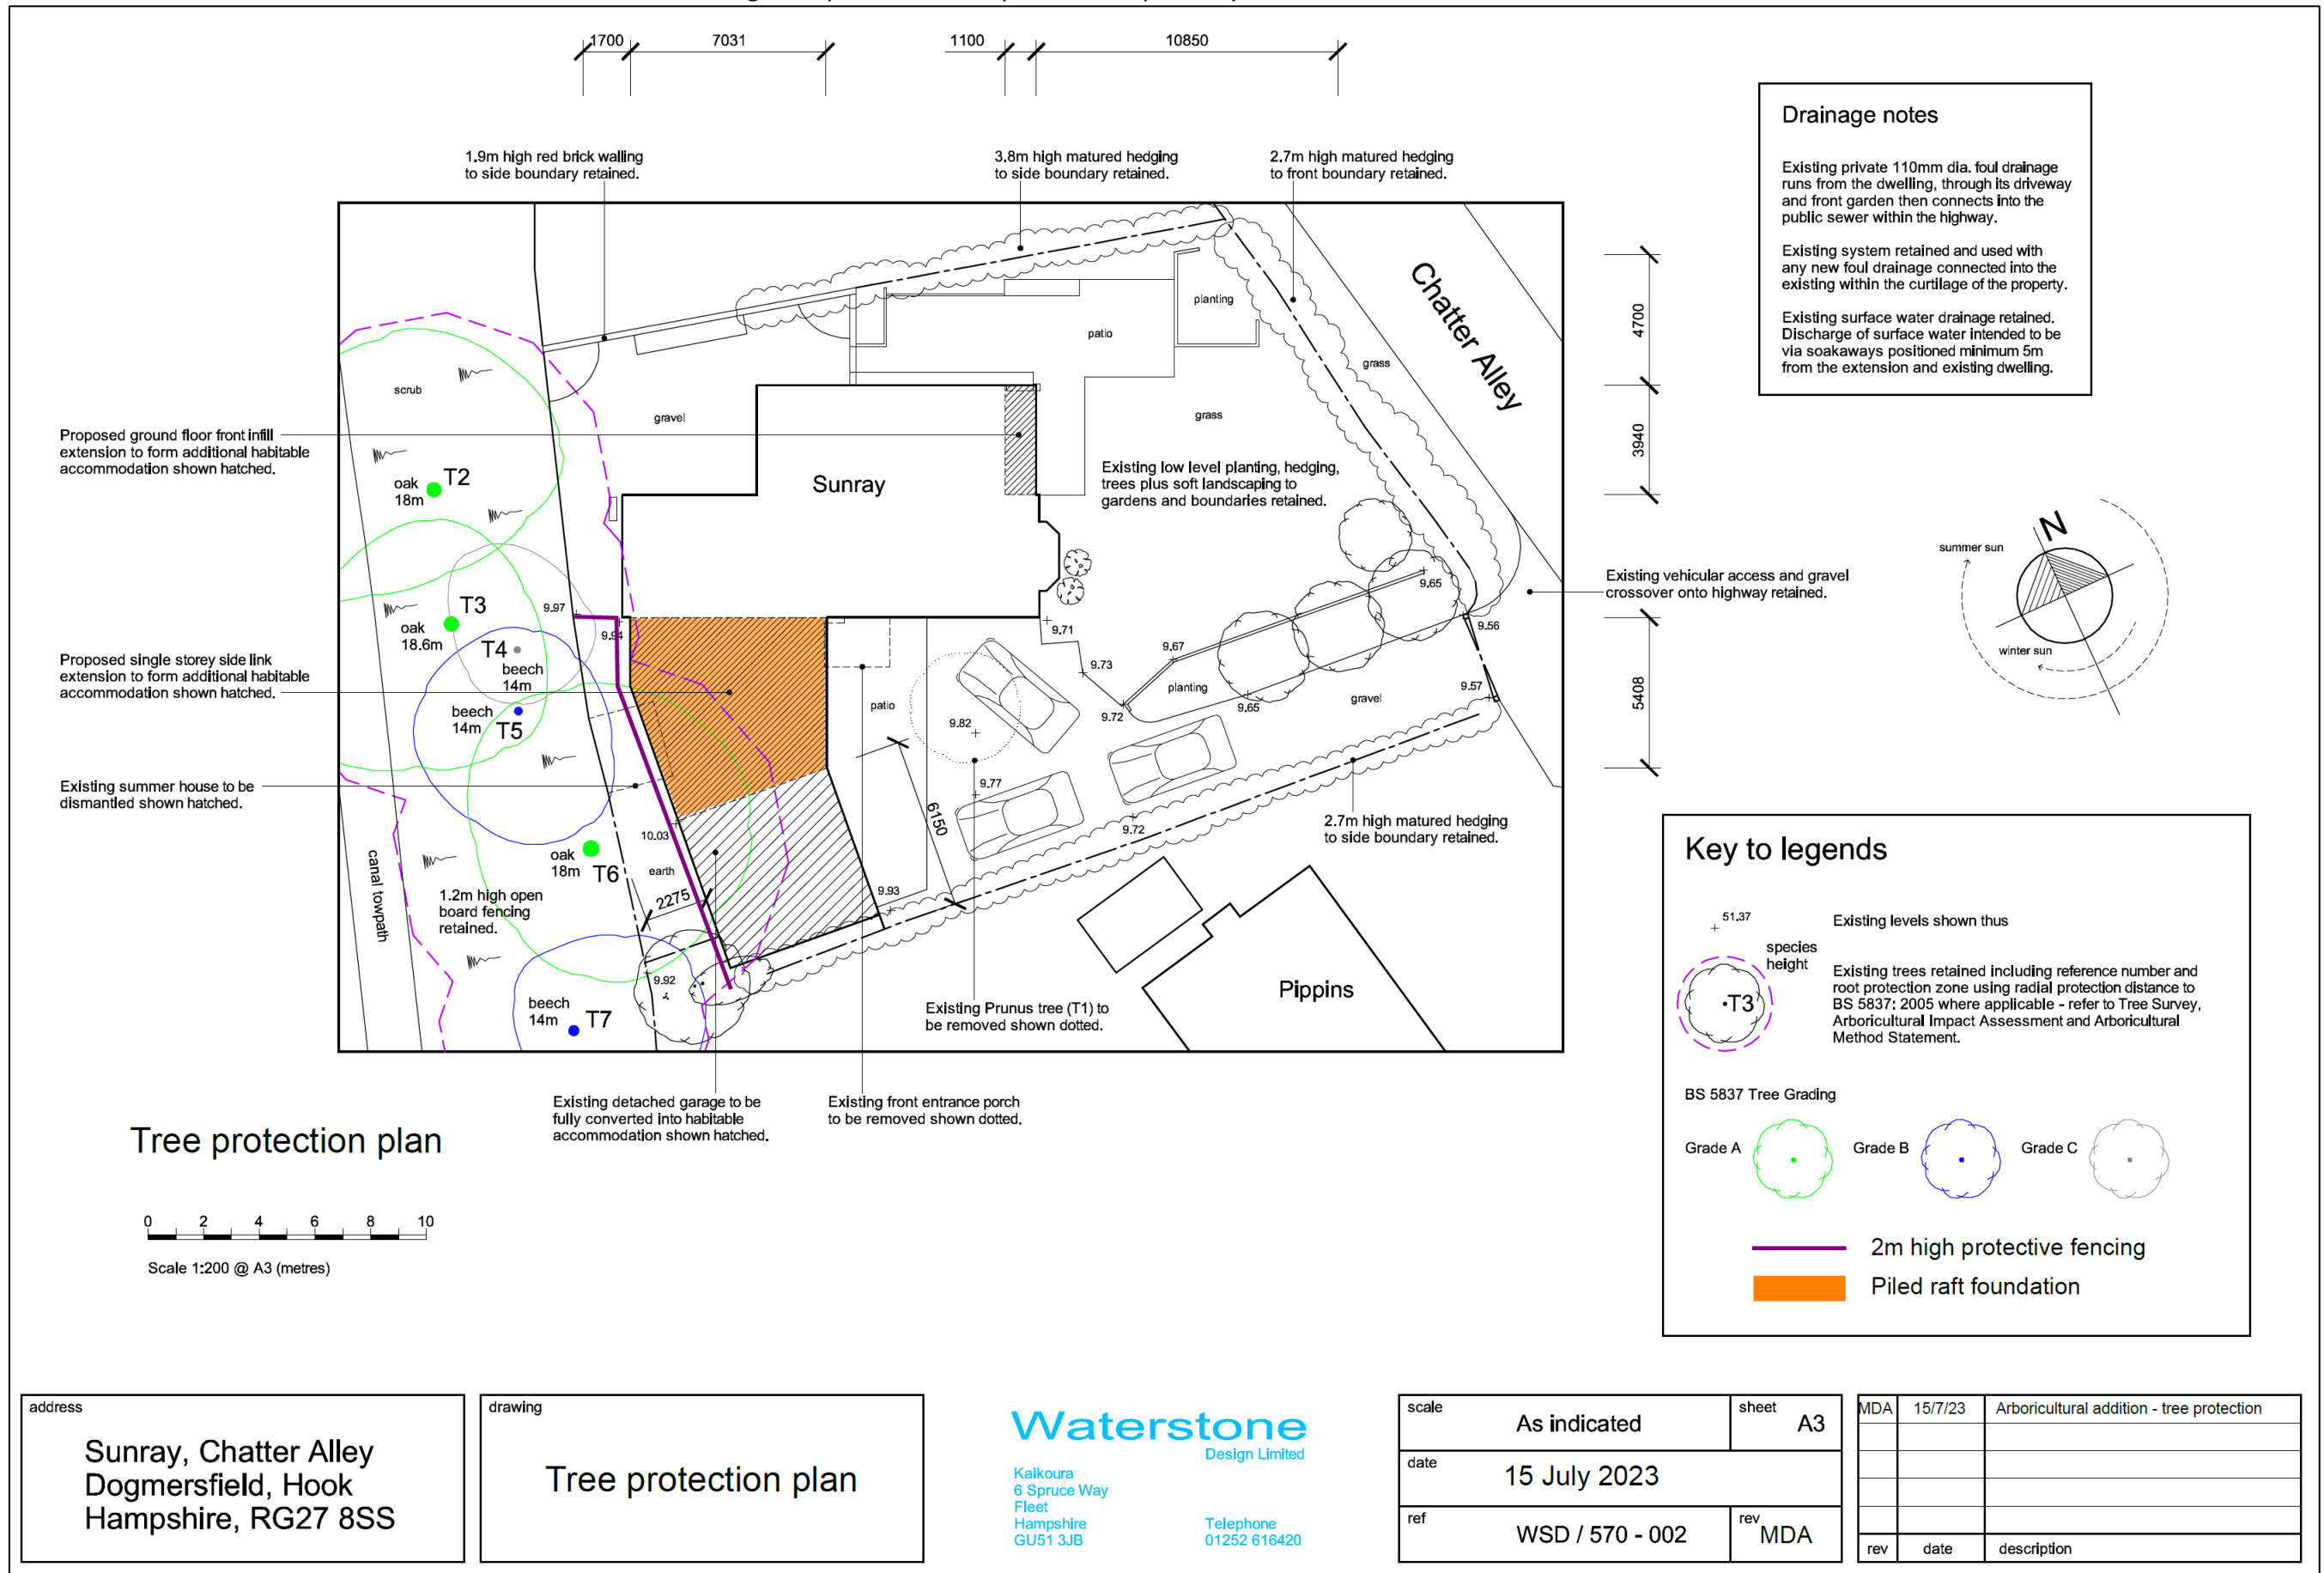 1700
7031
1100
10850
1.9m high red brick walling
to side boundary retained.
3.8m high matured hedging
to side boundary retained.
2.7m high matured hedging
to front boundary retained.
Drainage notes
Existing private 110mm dia. foul drainage
runs from the dwelling, through its driveway
and front garden then connects into the
public sewer within the highway.
Existing system retained and used with
any new foul drainage connected into the
existing within the curtilage of the property.
Existing surface water drainage retained.
Discharge of surface water intended to be
via soakaways positioned minimum 5m
from the extension and existing dwelling.
Chatter Alley
planting
patio
grass
grass
scrub
gravel
4700
3940
5408
Proposed ground floor front infill
extension to form additional habitable
accommodation shown hatched.
T2
oak
18m
Sunray
Existing low level planting, hedging,
trees plus soft landscaping to
gardens and boundaries retained.
N
summer sun
winter sun
Existing vehicular access and gravel
crossover onto highway retained.
T3
oak
18.6m
9.97
9.94
T4
beech
14m
9.71
9.67
9.65
9.56
9.73
Proposed single storey side link
extension to form additional habitable
accommodation shown hatched.
beech
14m
T5
patio
9.82
9.72
planting
9.65
gravel
9.57
Existing summer house to be
dismantled shown hatched.
9.77
6150
9.72
2.7m high matured hedging
to side boundary retained.
10.03
earth
oak
18m
T6
canal towpath
1.2m high open
board fencing
retained.
2275
9.93
9.92
beech
14m
T7
Existing Prunus tree (T1) to
be removed shown dotted.
Pippins
Key to legends
51.37
Existing levels shown thus
species
height
T3
Existing trees retained including reference number and
root protection zone using radial protection distance to
BS 5837: 2005 where applicable - refer to Tree Survey,
Arboricultural Impact Assessment and Arboricultural
Method Statement.
BS 5837 Tree Grading
Grade A
Grade B
Grade C
2m high protective fencing
Piled raft foundation
Existing detached garage to be
fully converted into habitable
accommodation shown hatched.
Existing front entrance porch
to be removed shown dotted.
Tree protection plan
0 2 4 6 8 10
Scale 1:200 @ A3 (metres)
address
Sunray, Chatter Alley
Dogmersfield, Hook
Hampshire, RG27 8SS
drawing
Tree protection plan
Waterstone
Design Limited
Kaikoura
6 Spruce Way
Fleet
Hampshire
GU51 3JB
Telephone
01252 616420
scale
As indicated
sheet
A3
date
15 July 2023
ref
WSD / 570 - 002
rev
MDA
MDA 15/7/23 Arboricultural addition - tree protection
rev date description